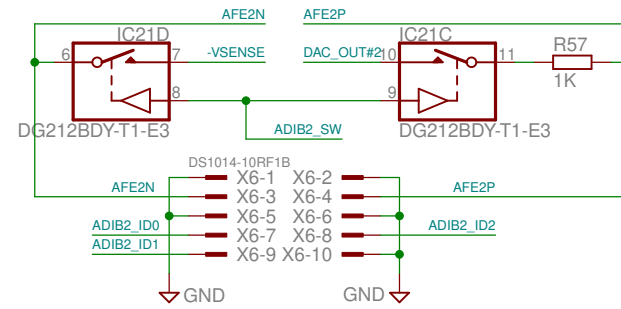 AFE2N AFE2P
IC21D IC21C
6 7 -VSENSE DAC_OUT#2 10 11 R57
1K
8 9
DG212BDY-T1-E3 DG212BDY-T1-E3
ADIB2_SW
DS1014-10RF1B
X6-1 X6-2
AFE2N X6-3 X6-4 AFE2P
X6-5 X6-6
ADIB2_ID0 X6-7 X6-8 ADIB2_ID2
ADIB2_ID1 X6-9 X6-10
GND GND